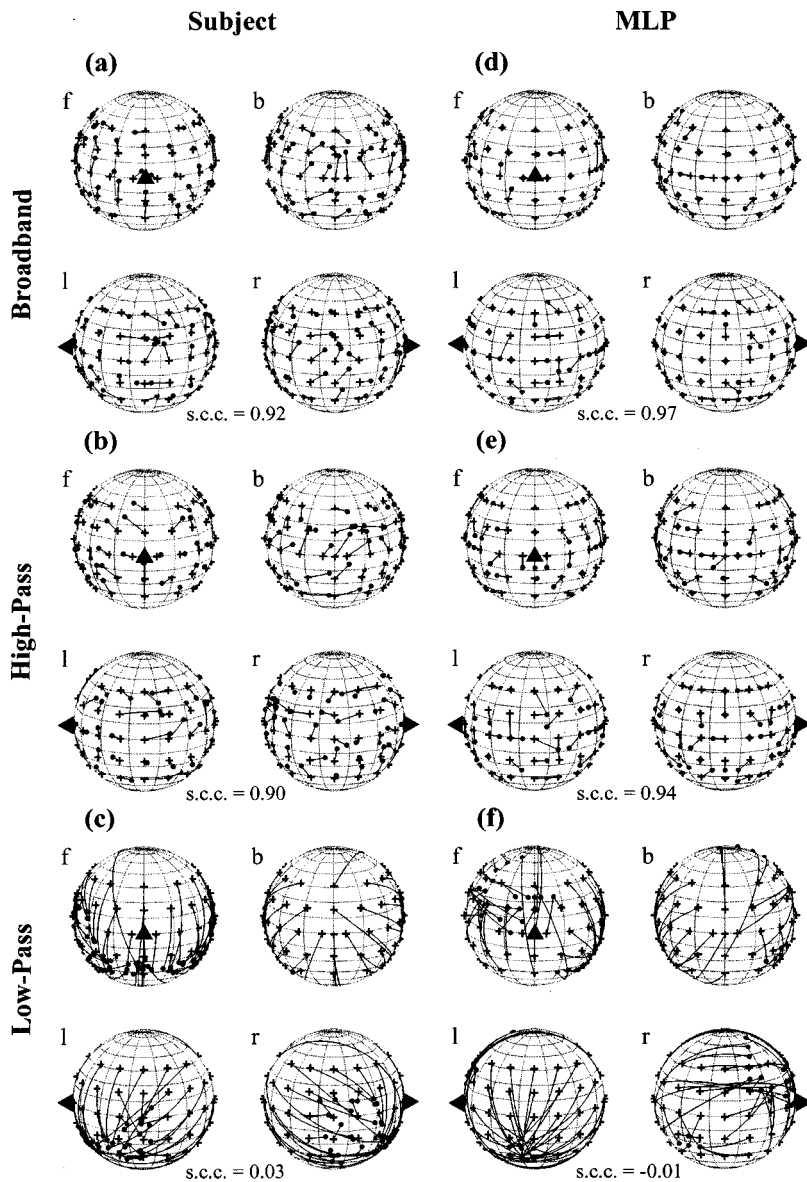 Subject
MLP
Broadband
(a)
f
b
l
r
s.c.c. = 0.92
(d)
f
b
l
r
s.c.c. = 0.97
High-Pass
(b)
f
b
l
r
s.c.c. = 0.90
(e)
f
b
l
r
s.c.c. = 0.94
Low-Pass
(c)
f
b
l
r
s.c.c. = 0.03
(f)
f
b
l
r
s.c.c. = -0.01